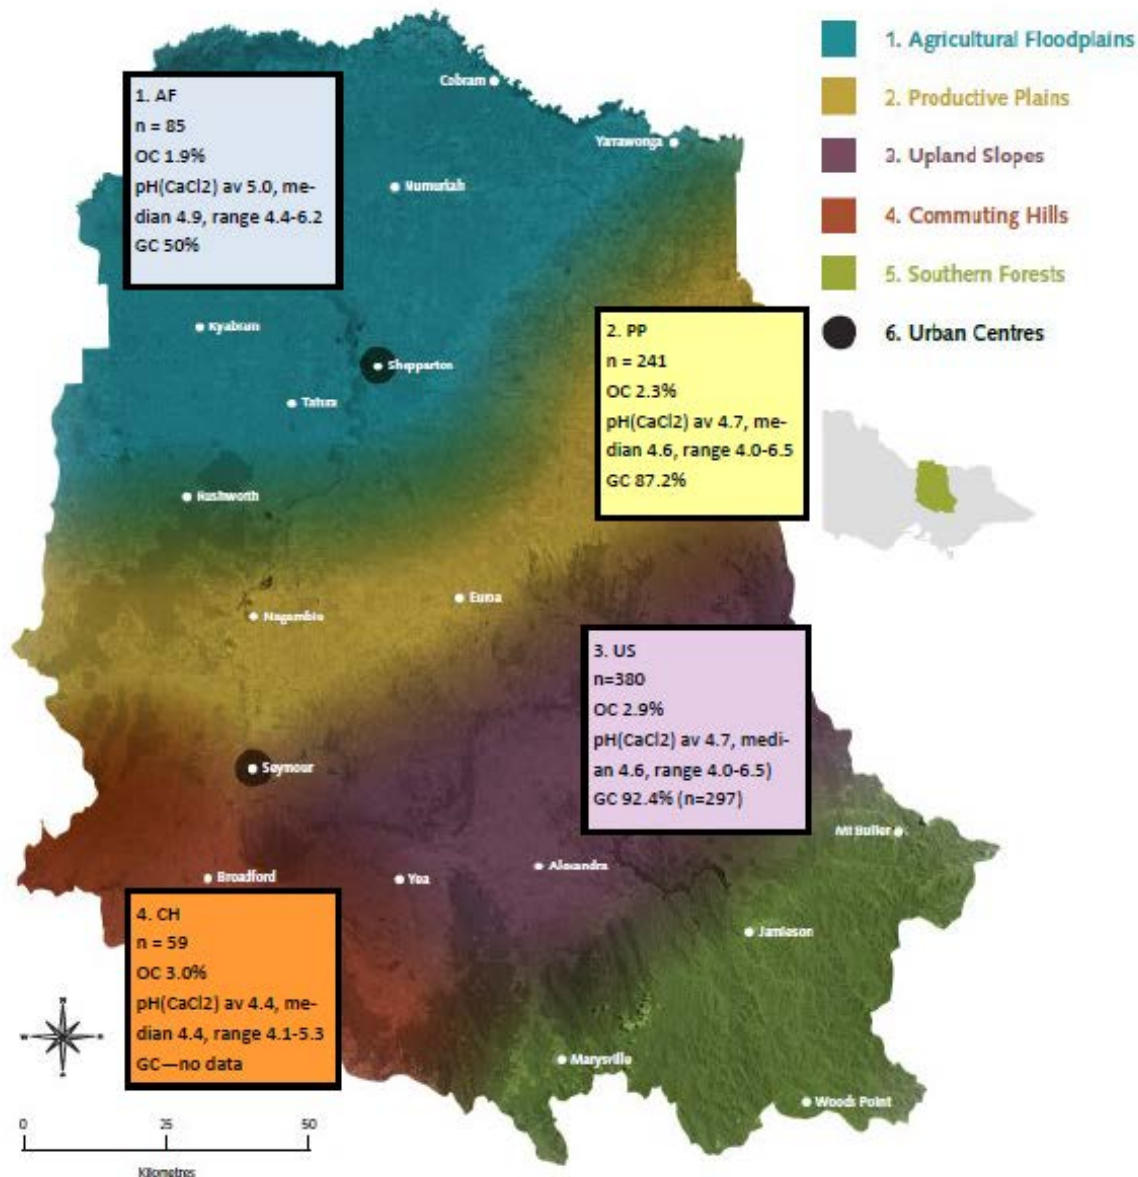 1. Agricultural Floodplains
2. Productive Plains
3. Upland Slopes
4. Commuting Hills
5. Southern Forests
6. Urban Centres
Cobram
Yarrawonga
Numurkah
1. AF
n = 85
OC 1.9%
pH(CaCl2) av 5.0, me-
dian 4.9, range 4.4-6.2
GC 50%
Kyabram
Shepparton
Tatura
2. PP
n = 241
OC 2.3%
pH(CaCl2) av 4.7, me-
dian 4.6, range 4.0-6.5
GC 87.2%
Rushworth
Euroa
Nagambie
3. US
n=380
OC 2.9%
pH(CaCl2) av 4.7, medi-
an 4.6, range 4.0-6.5)
GC 92.4% (n=297)
Seymour
Mt Buller
Alexandra
Broadford
Yea
4. CH
n = 59
OC 3.0%
pH(CaCl2) av 4.4, me-
dian 4.4, range 4.1-5.3
GC—no data
Jamieson
Marysville
Woods Point
0 25 50
Kilometres